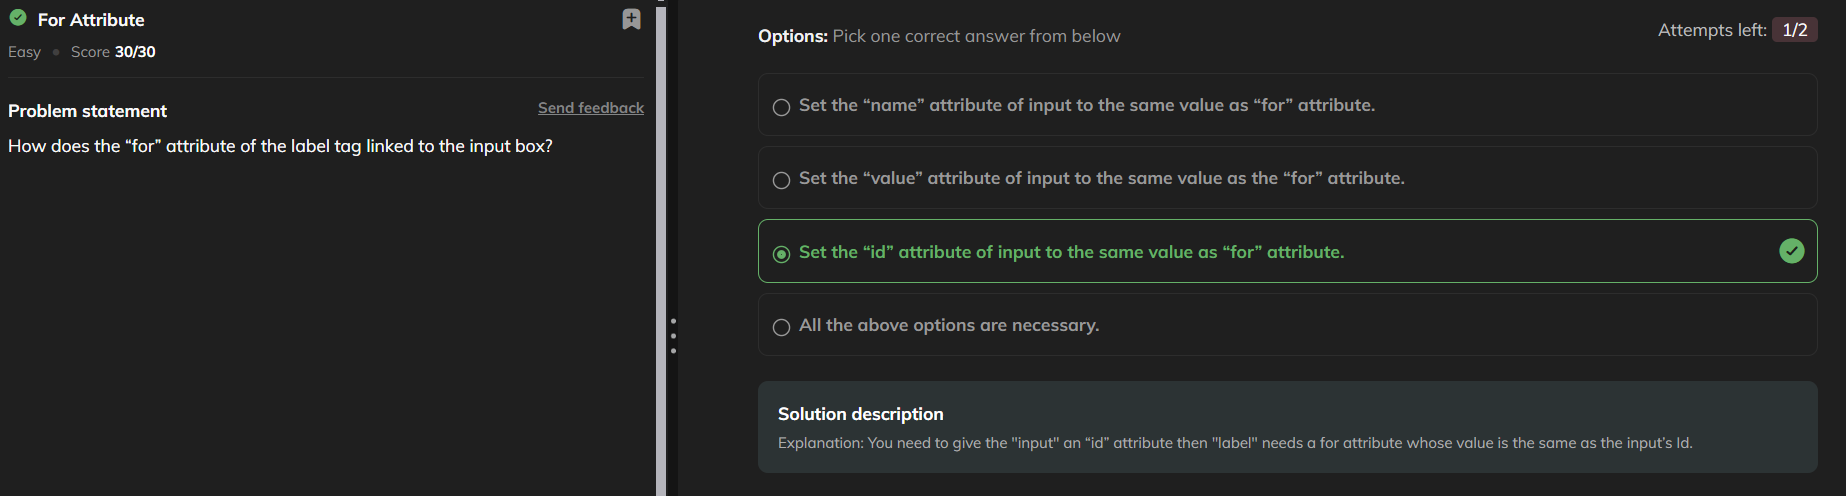 For Attribute
Easy • Score 30/30
Problem statement
Send feedback
How does the “for” attribute of the label tag linked to the input box?
Options: Pick one correct answer from below
Attempts left: 1/2
Set the “name” attribute of input to the same value as “for” attribute.
Set the “value” attribute of input to the same value as the “for” attribute.
Set the “id” attribute of input to the same value as “for” attribute.
All the above options are necessary.
Solution description
Explanation: You need to give the "input" an “id” attribute then "label" needs a for attribute whose value is the same as the input’s Id.